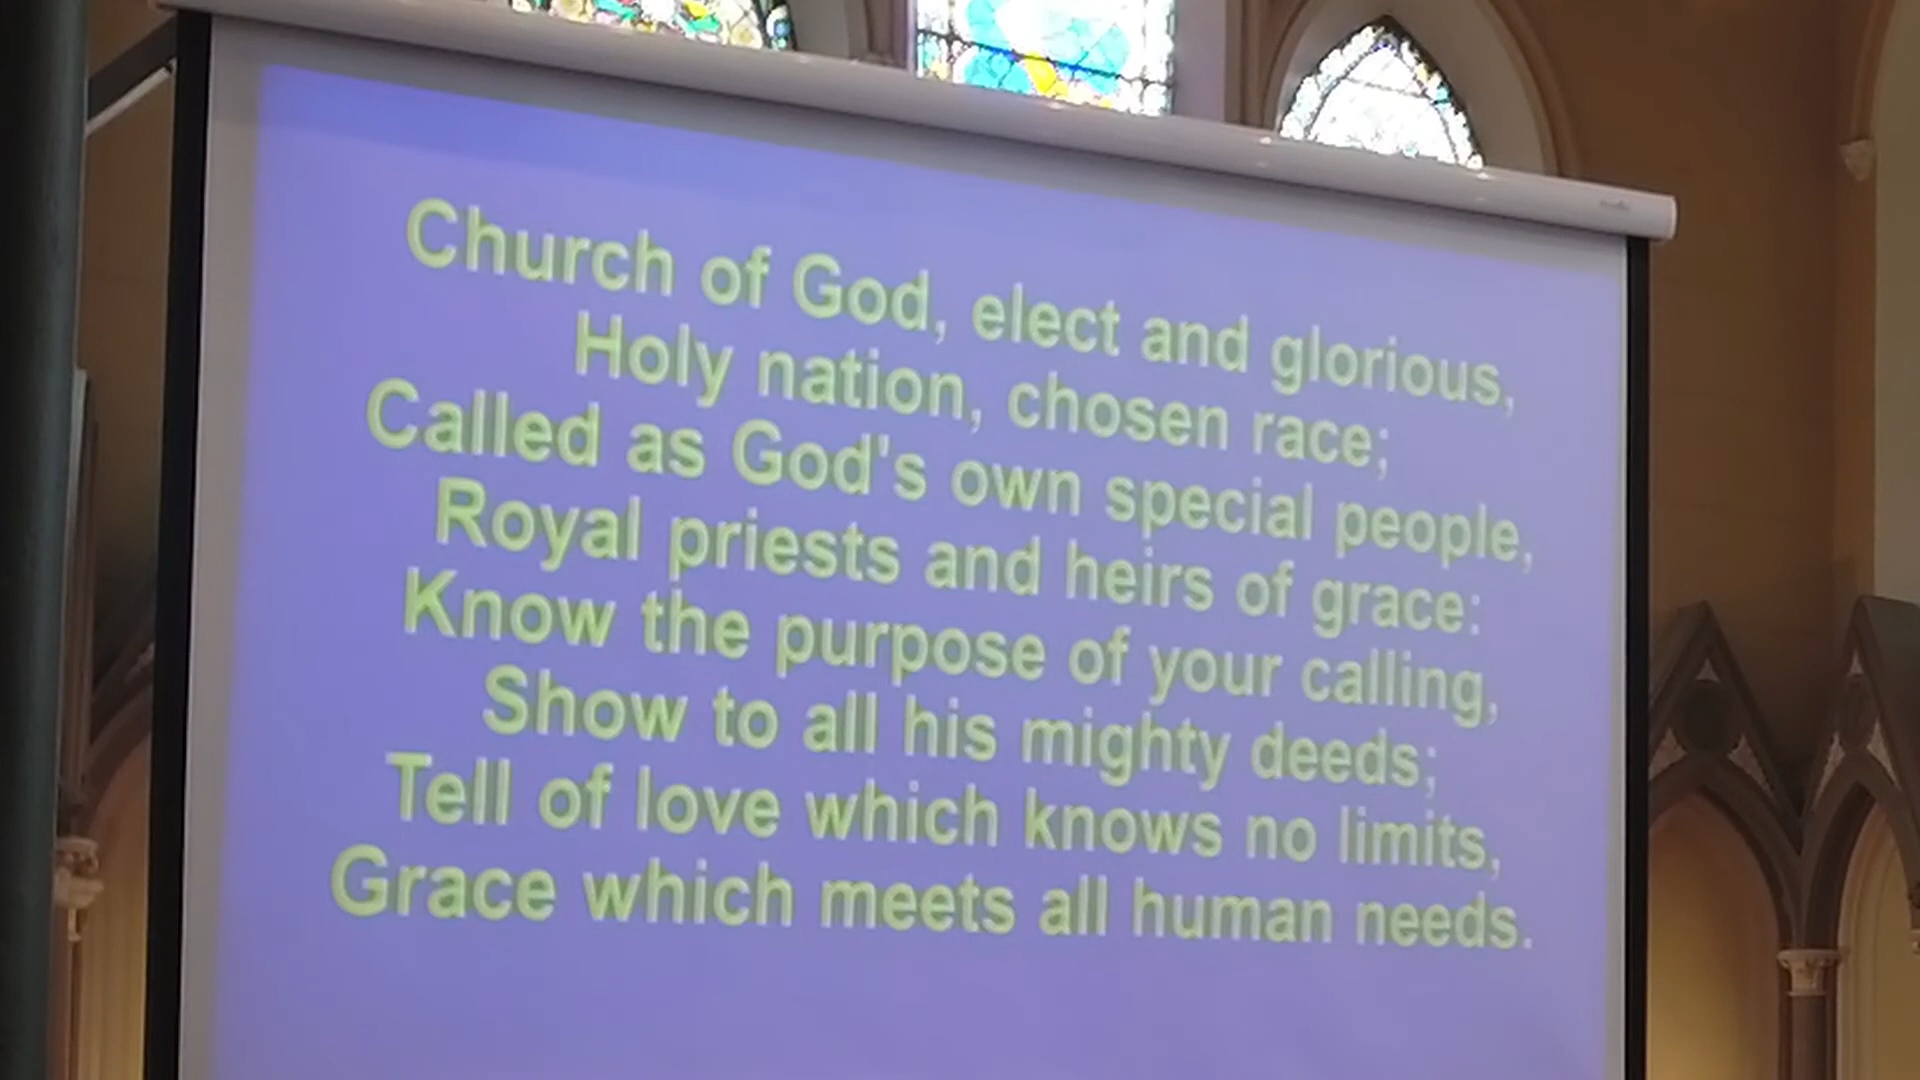 Church of God, elect and glorious,
Holy nation, chosen race;
Called as God's own special people,
Royal priests and heirs of grace:
Know the purpose of your calling,
Show to all his mighty deeds;
Tell of love which knows no limits,
Grace which meets all human needs.